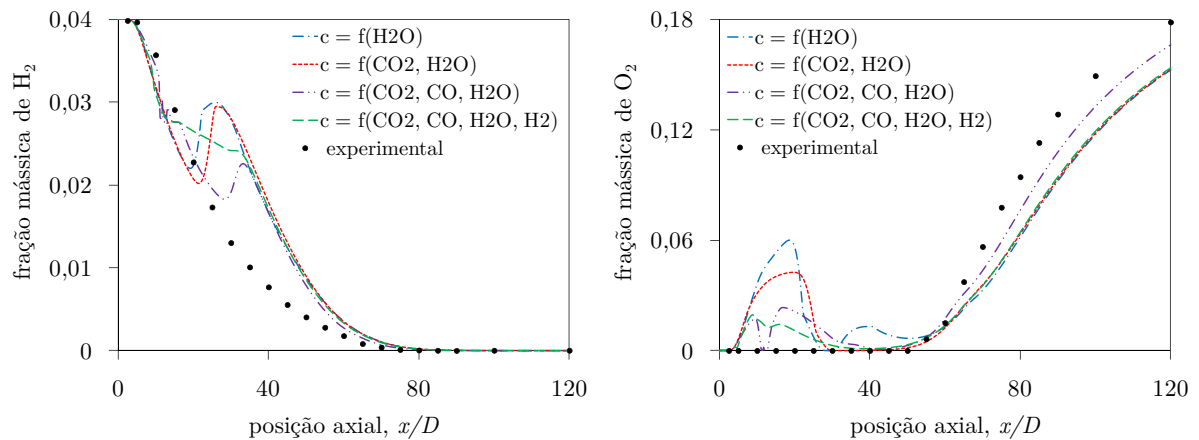 0,04
0,03
0,02
0,01
0
fração mássica de H2
c = f(H2O)
c = f(CO2, H2O)
c = f(CO2, CO, H2O)
c = f(CO2, CO, H2O, H2)
experimental
0 40 80 120
posição axial, x/D
0,18
0,12
0,06
0
fração mássica de O2
c = f(H2O)
c = f(CO2, H2O)
c = f(CO2, CO, H2O)
c = f(CO2, CO, H2O, H2)
experimental
0 40 80 120
posição axial, x/D